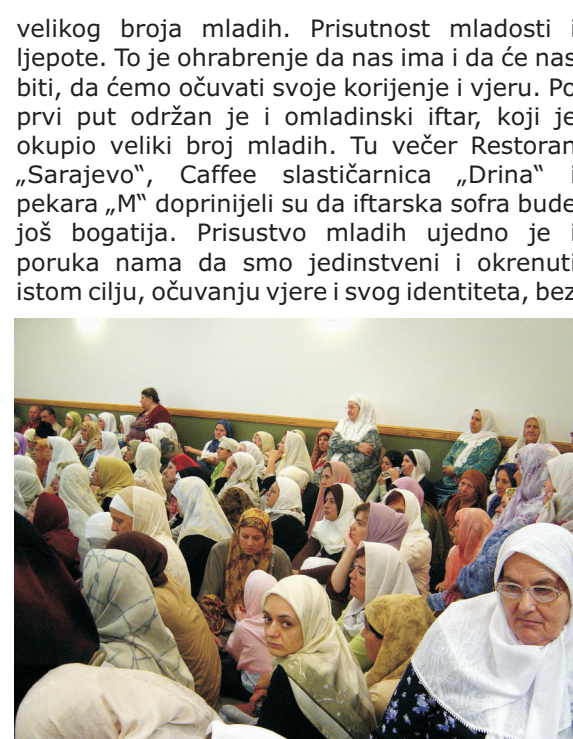 velikog broja mladih. Prisutnost mladosti i
ljepote. To je ohrabrenje da nas ima i da će nas
biti, da ćemo očuvati svoje korijenje i vjeru. Po
prvi put održan je i omladinski iftar, koji je
okupio veliki broj mladih. Tu večer Restoran
„Sarajevo“, Caffee slastičarnica „Drina“ i
pekara „M“ doprinijeli su da iftarska sofra bude
još bogatija. Prisustvo mladih ujedno je i
poruka nama da smo jedinstveni i okrenuti
istom cilju, očuvanju vjere i svog identiteta, bez